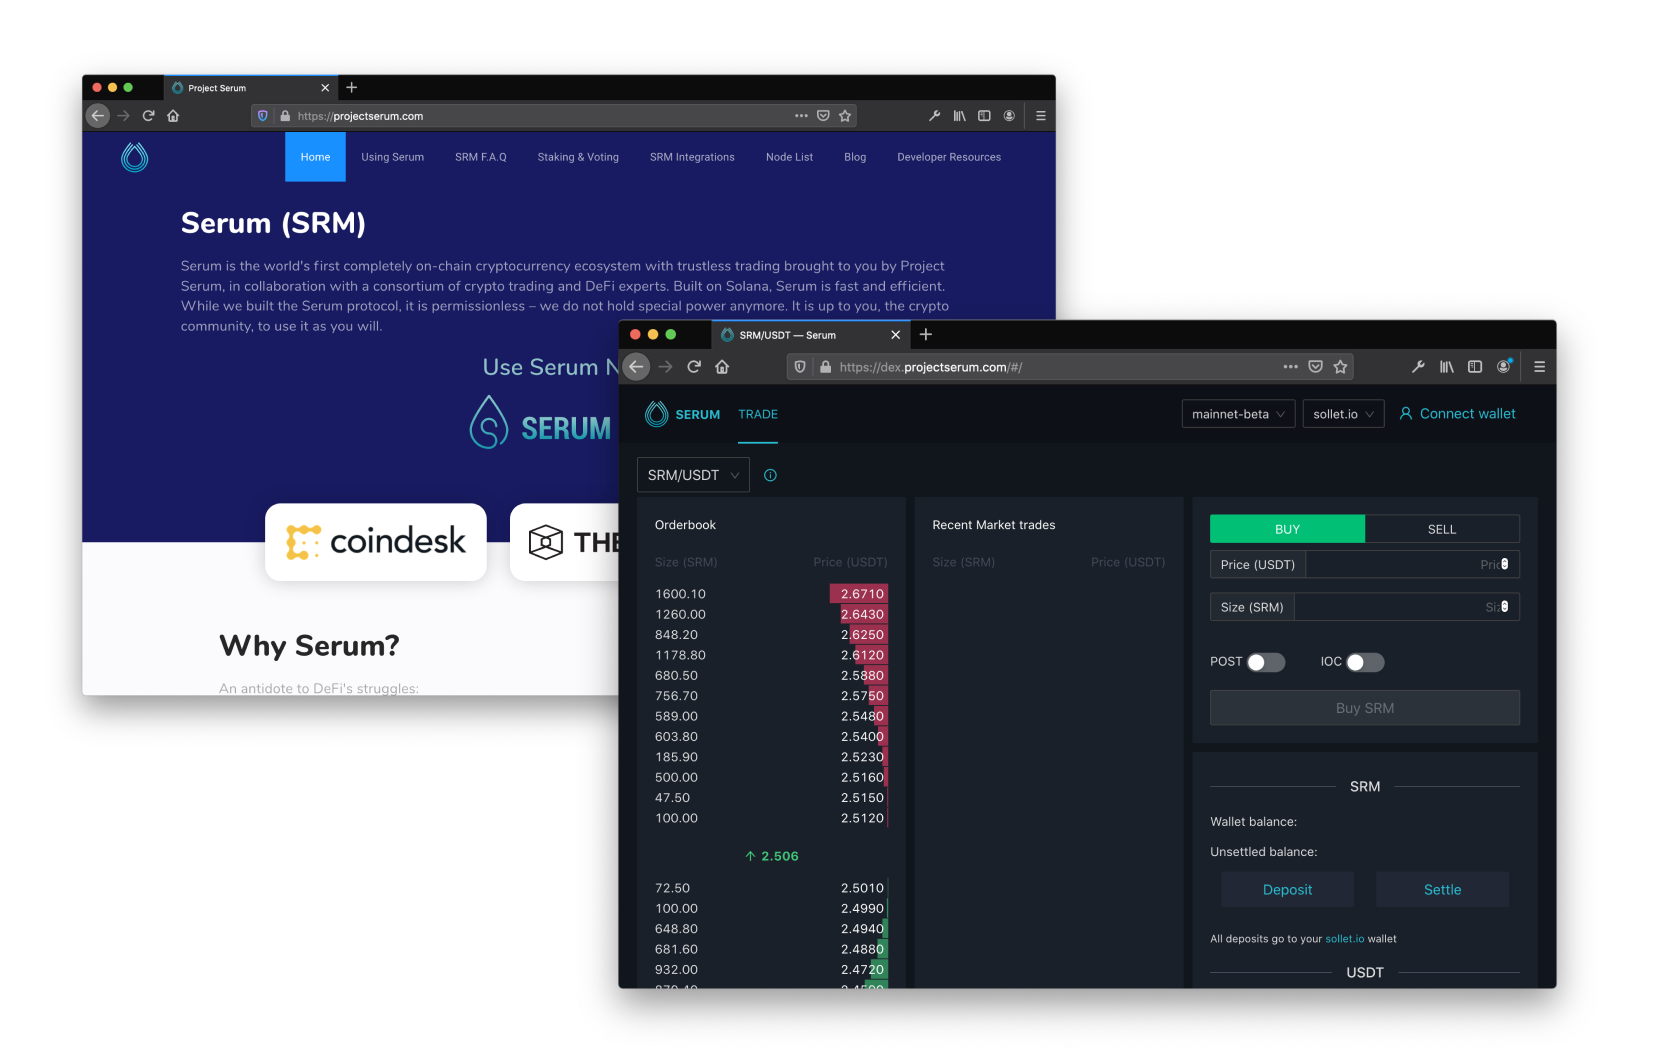 Project Serum
https://projectserum.com
Home Using Serum SRM F.A.Q Staking & Voting SRM Integrations Node List Blog Developer Resources
Serum (SRM)
Serum is the world's first completely on-chain cryptocurrency ecosystem with trustless trading brought to you by Project
Serum, in collaboration with a consortium of crypto trading and DeFi experts. Built on Solana, Serum is fast and efficient.
While we built the Serum protocol, it is permissionless – we do not hold special power anymore. It is up to you, the crypto
community, to use it as you will.
Use Serum N
SERUM
coindesk
THE
Why Serum?
An antidote to DeFi's struggles:
SRM/USDT — Serum
https://dex.projectserum.com/#/
SERUM TRADE mainnet-beta sollet.io Connect wallet
SRM/USDT
Orderbook
Size (SRM) Price (USDT)
1600.10 2.6710
1260.00 2.6430
848.20 2.6250
1178.80 2.6120
680.50 2.5880
756.70 2.5750
589.00 2.5480
603.80 2.5400
185.90 2.5230
500.00 2.5160
47.50 2.5150
100.00 2.5120
↑ 2.506
72.50 2.5010
100.00 2.4990
648.80 2.4940
681.60 2.4880
932.00 2.4720
Recent Market trades
Size (SRM) Price (USDT)
BUY SELL
Price (USDT)
Size (SRM)
POST IOC
Buy SRM
SRM
Wallet balance:
Unsettled balance:
Deposit Settle
All deposits go to your sollet.io wallet
USDT